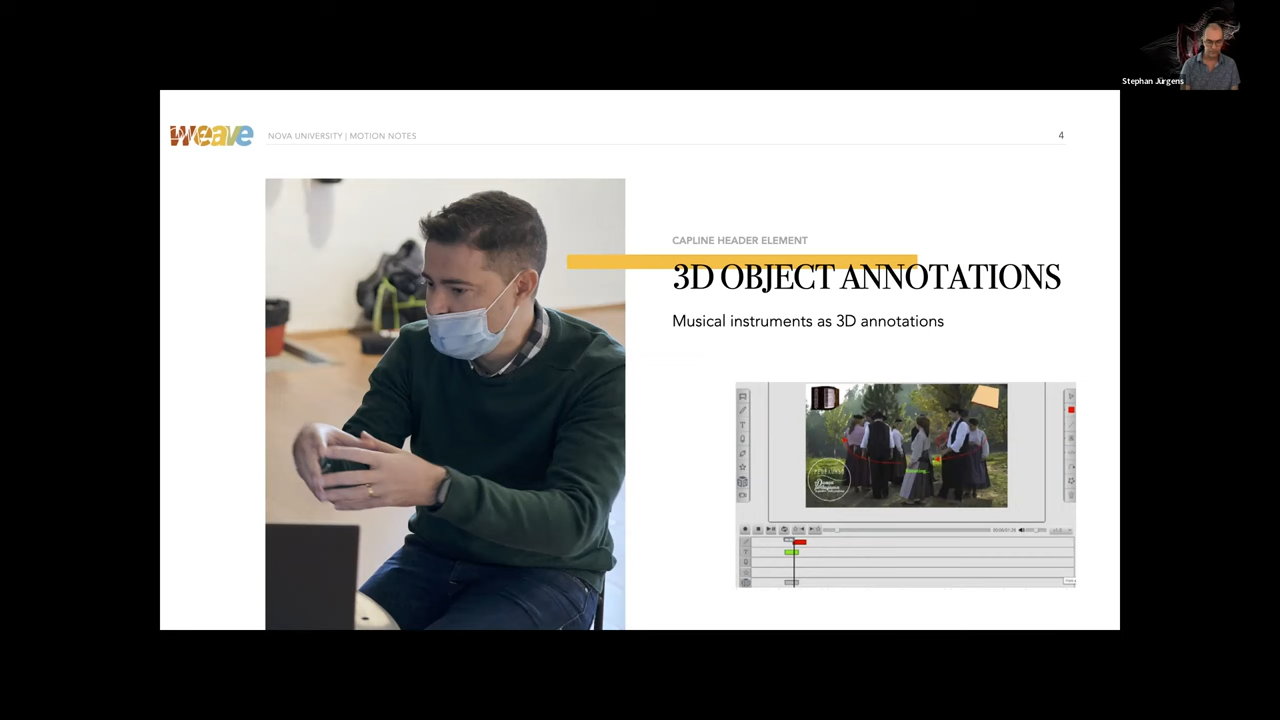 Stephan Jürgens
weave
NOVA UNIVERSITY | MOTION NOTES
4
CAPLINE HEADER ELEMENT
3D OBJECT ANNOTATIONS
Musical instruments as 3D annotations